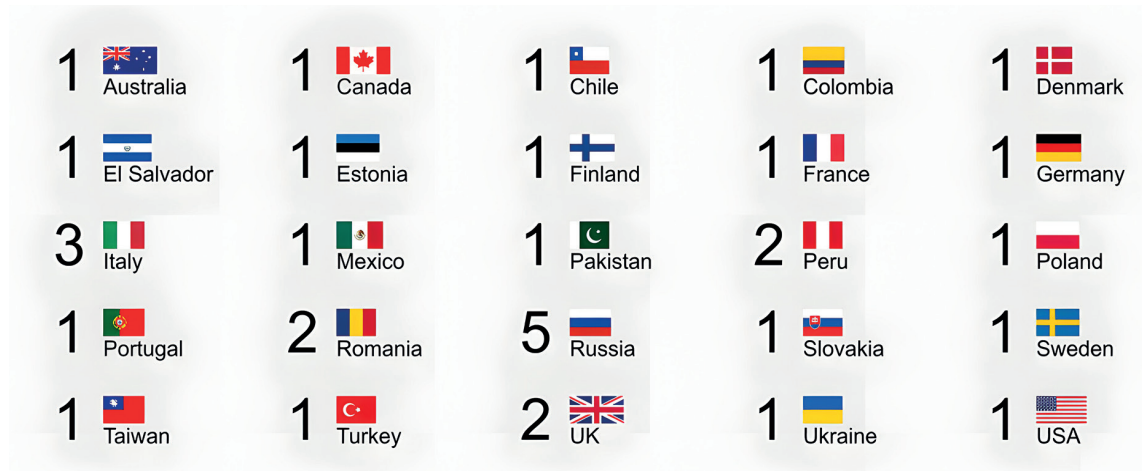 1 Australia
1 Canada
1 Chile
1 Colombia
1 Denmark
1 El Salvador
1 Estonia
1 Finland
1 France
1 Germany
3 Italy
1 Mexico
1 Pakistan
2 Peru
1 Poland
1 Portugal
2 Romania
5 Russia
1 Slovakia
1 Sweden
1 Taiwan
1 Turkey
2 UK
1 Ukraine
1 USA